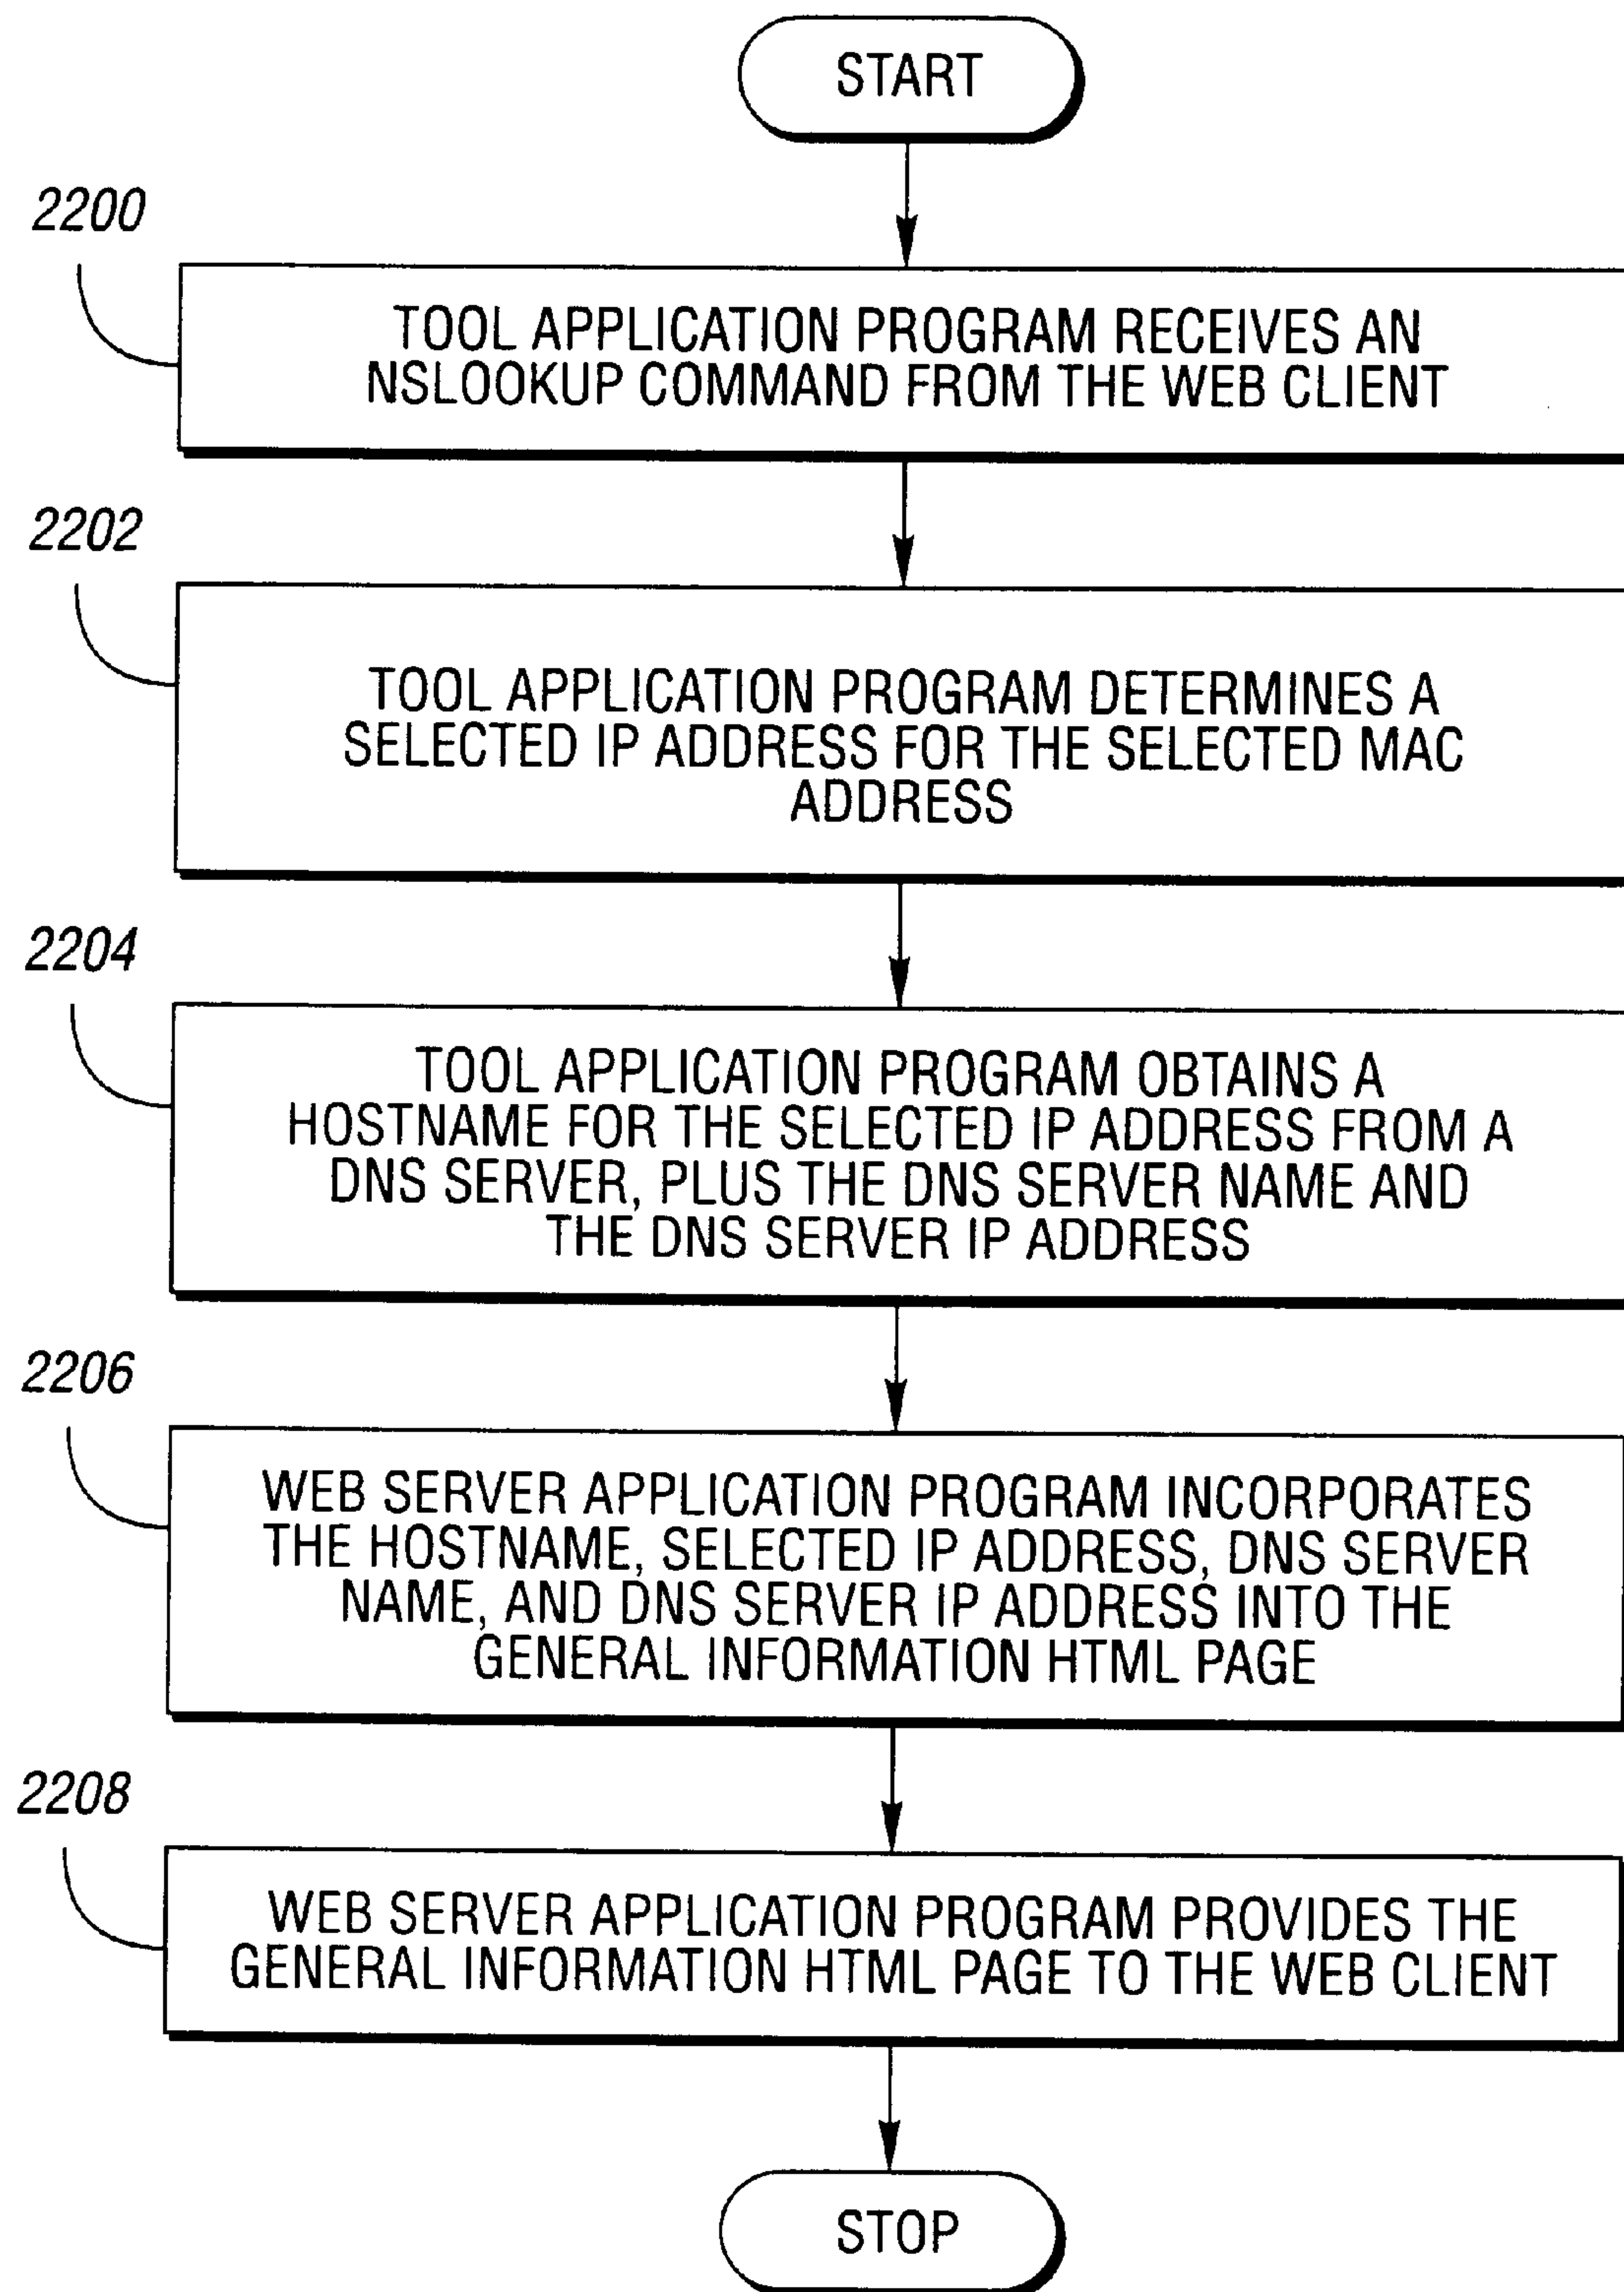 START
2200
TOOL APPLICATION PROGRAM RECEIVES AN
NSLOOKUP COMMAND FROM THE WEB CLIENT
2202
TOOL APPLICATION PROGRAM DETERMINES A
SELECTED IP ADDRESS FOR THE SELECTED MAC
ADDRESS
2204
TOOL APPLICATION PROGRAM OBTAINS A
HOSTNAME FOR THE SELECTED IP ADDRESS FROM A
DNS SERVER, PLUS THE DNS SERVER NAME AND
THE DNS SERVER IP ADDRESS
2206
WEB SERVER APPLICATION PROGRAM INCORPORATES
THE HOSTNAME, SELECTED IP ADDRESS, DNS SERVER
NAME, AND DNS SERVER IP ADDRESS INTO THE
GENERAL INFORMATION HTML PAGE
2208
WEB SERVER APPLICATION PROGRAM PROVIDES THE
GENERAL INFORMATION HTML PAGE TO THE WEB CLIENT
STOP